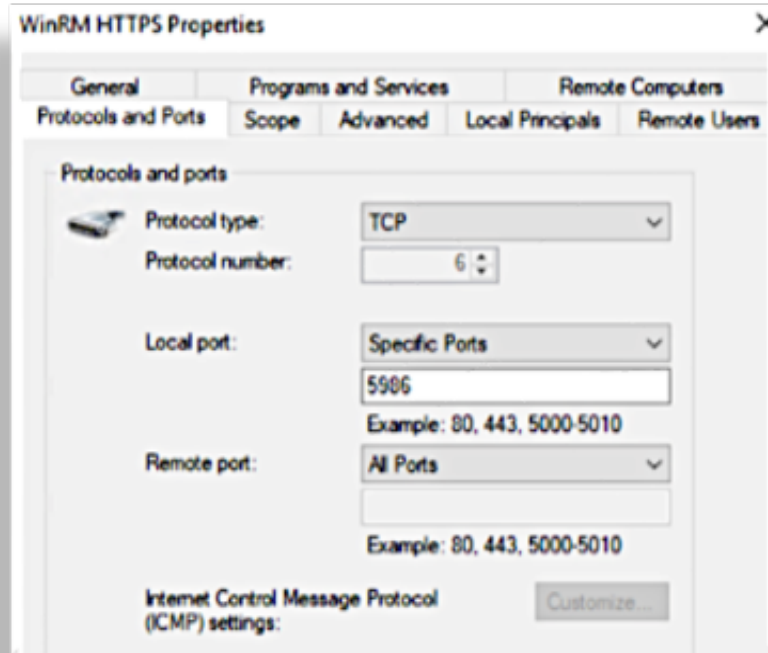 WinRM HTTPS Properties
General Programs and Services Remote Computers
Protocols and Ports Scope Advanced Local Principals Remote Users
Protocols and ports
Protocol type: TCP
Protocol number: 6
Local port: Specific Ports
5986
Example: 80, 443, 5000-5010
Remote port: All Ports
Example: 80, 443, 5000-5010
Internet Control Message Protocol
(ICMP) settings: Customize...